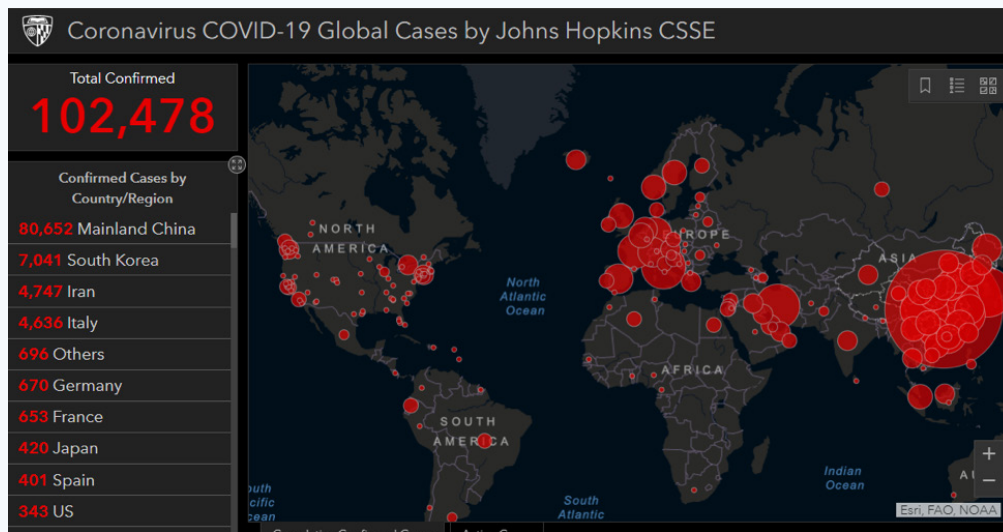 Coronavirus COVID-19 Global Cases by Johns Hopkins CSSE
Total Confirmed
102,478
Confirmed Cases by
Country/Region
80,652 Mainland China
7,041 South Korea
4,747 Iran
4,636 Italy
696 Others
670 Germany
653 France
420 Japan
401 Spain
343 US
NORTH
AMERICA
EUROPE
ASIA
North
Atlantic
Ocean
AFRICA
SOUTH
AMERICA
Indian
Ocean
South
Atlantic
Esri, FAO, NOAA